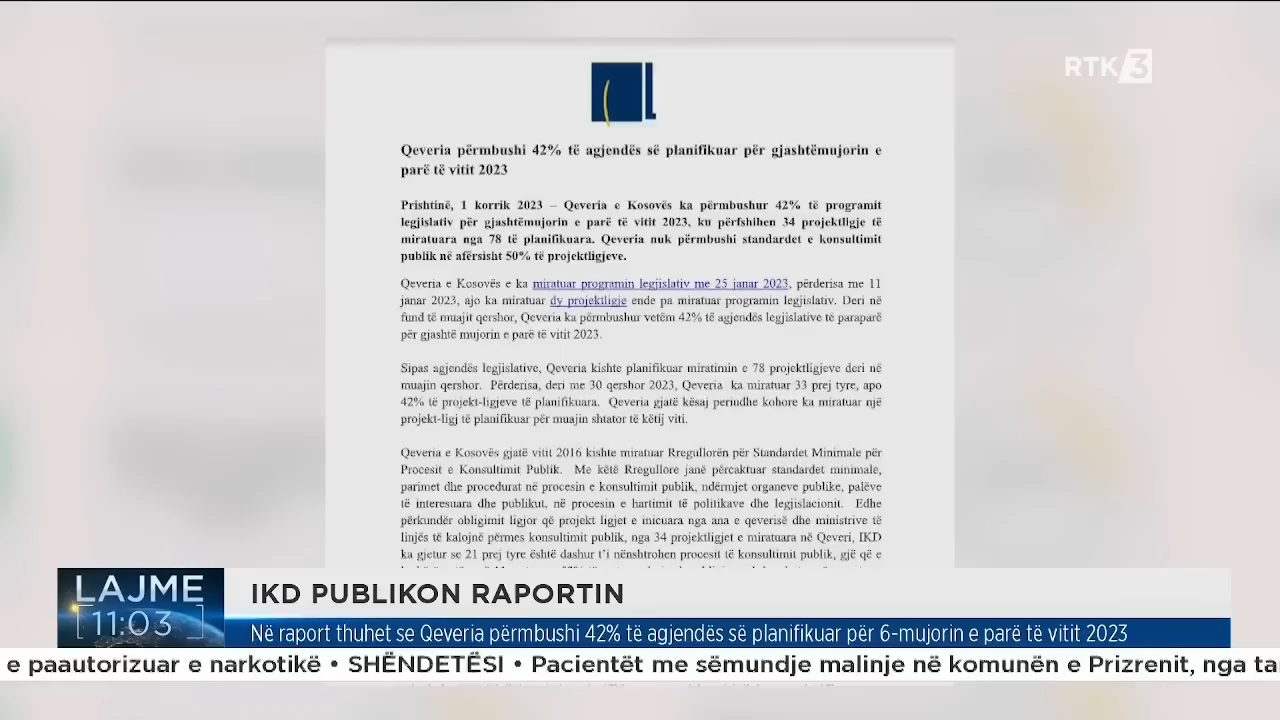 RTK 3
Qeveria përmbushi 42% të agjendës së planifikuar për gjashtëmujorin e
parë të vitit 2023
Prishtinë, 1 korrik 2023 – Qeveria e Kosovës ka përmbushur 42% të programit
legjislativ për gjashtëmujorin e parë të vitit 2023, ku përfshihen 34 projektligje të
miratuara nga 78 të planifikuara. Qeveria nuk përmbushi standardet e konsultimit
publik në afërsisht 50% të projektligjeve.
Qeveria e Kosovës e ka miratuar programin legjislativ me 25 janar 2023, përderisa me 11
janar 2023, ajo ka miratuar dy projektligje ende pa miratuar programin legjislativ. Deri në
fund të muajit qershor, Qeveria ka përmbushur vetëm 42% të agjendës legislative të paraparë
për gjashtë mujorin e parë të vitit 2023.
Sipas agjendës legislative, Qeveria kishte planifikuar miratimin e 78 projektligjeve deri në
muajin qershor. Përderisa, deri me 30 qershor 2023, Qeveria ka miratuar 33 prej tyre, apo
42% të projekt-ligjeve të planifikuara. Qeveria gjatë kësaj periudhe kohore ka miratuar një
projekt-ligj të planifikuar për muajin shtator të këtij viti.
Qeveria e Kosovës gjatë vitit 2016 kishte miratuar Rregullorën për Standardet Minimale për
Procesit e Konsultimit Publik. Me këtë Rregullore janë përcaktuar standardet minimale,
parimet dhe procedurat në procesin e konsultimit publik, ndërmjet organeve publike, palëve
të interesuara dhe publikut, në procesin e hartimit të politikave dhe legjislacionit. Edhe
përkundër obligimit ligjor që projekt ligjet e inicuara nga ana e qeverisë dhe ministrive të
linjës të kalojnë përmes konsultimit publik, nga 34 projektligjet e miratuara në Qeveri, IKD
ka gjetur se 21 prej tyre është dashur t'i nënshtrohen procesit të konsultimit publik, gjë që e
LAJME
11:03
IKD PUBLIKON RAPORTIN
Në raport thuhet se Qeveria përmbushi 42% të agjendës së planifikuar për 6-mujorin e parë të vitit 2023
e paautorizuar e narkotikë • SHËNDETËSI • Pacientët me sëmundje malinje në komunën e Prizrenit, nga ta